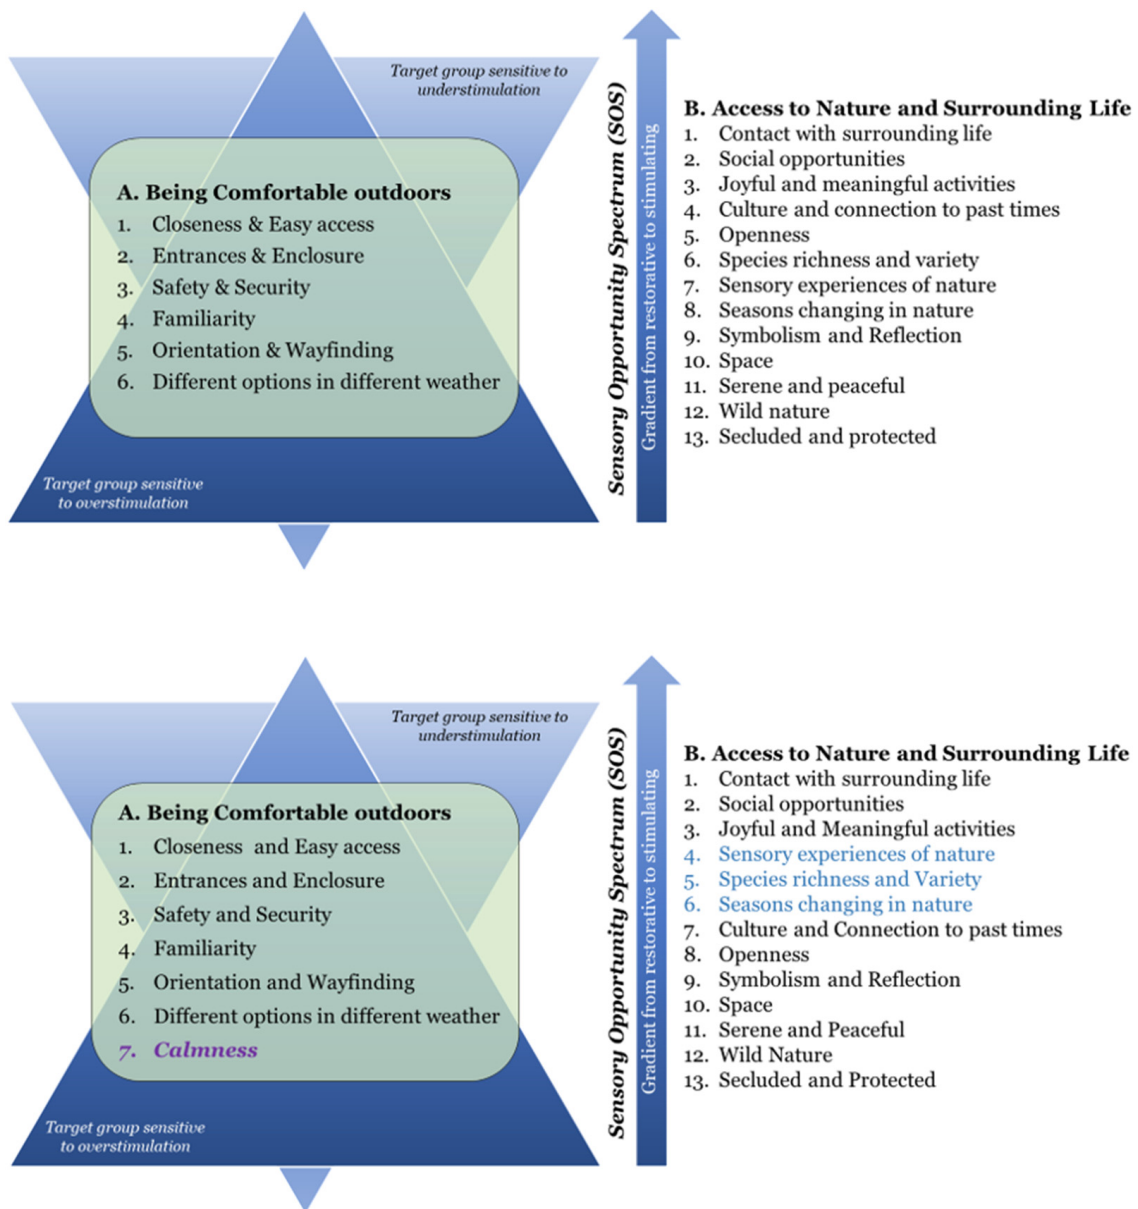 Target group sensitive to
understimulation
A. Being Comfortable outdoors
1. Closeness & Easy access
2. Entrances & Enclosure
3. Safety & Security
4. Familiarity
5. Orientation & Wayfinding
6. Different options in different weather
Target group sensitive
to overstimulation
Sensory Opportunity Spectrum (SOS)
Gradient from restorative to stimulating
B. Access to Nature and Surrounding Life
1. Contact with surrounding life
2. Social opportunities
3. Joyful and meaningful activities
4. Culture and connection to past times
5. Openness
6. Species richness and variety
7. Sensory experiences of nature
8. Seasons changing in nature
9. Symbolism and Reflection
10. Space
11. Serene and peaceful
12. Wild nature
13. Secluded and protected
Target group sensitive to
understimulation
A. Being Comfortable outdoors
1. Closeness and Easy access
2. Entrances and Enclosure
3. Safety and Security
4. Familiarity
5. Orientation and Wayfinding
6. Different options in different weather
7. Calmness
Target group sensitive
to overstimulation
Sensory Opportunity Spectrum (SOS)
Gradient from restorative to stimulating
B. Access to Nature and Surrounding Life
1. Contact with surrounding life
2. Social opportunities
3. Joyful and Meaningful activities
4. Sensory experiences of nature
5. Species richness and Variety
6. Seasons changing in nature
7. Culture and Connection to past times
8. Openness
9. Symbolism and Reflection
10. Space
11. Serene and Peaceful
12. Wild Nature
13. Secluded and Protected